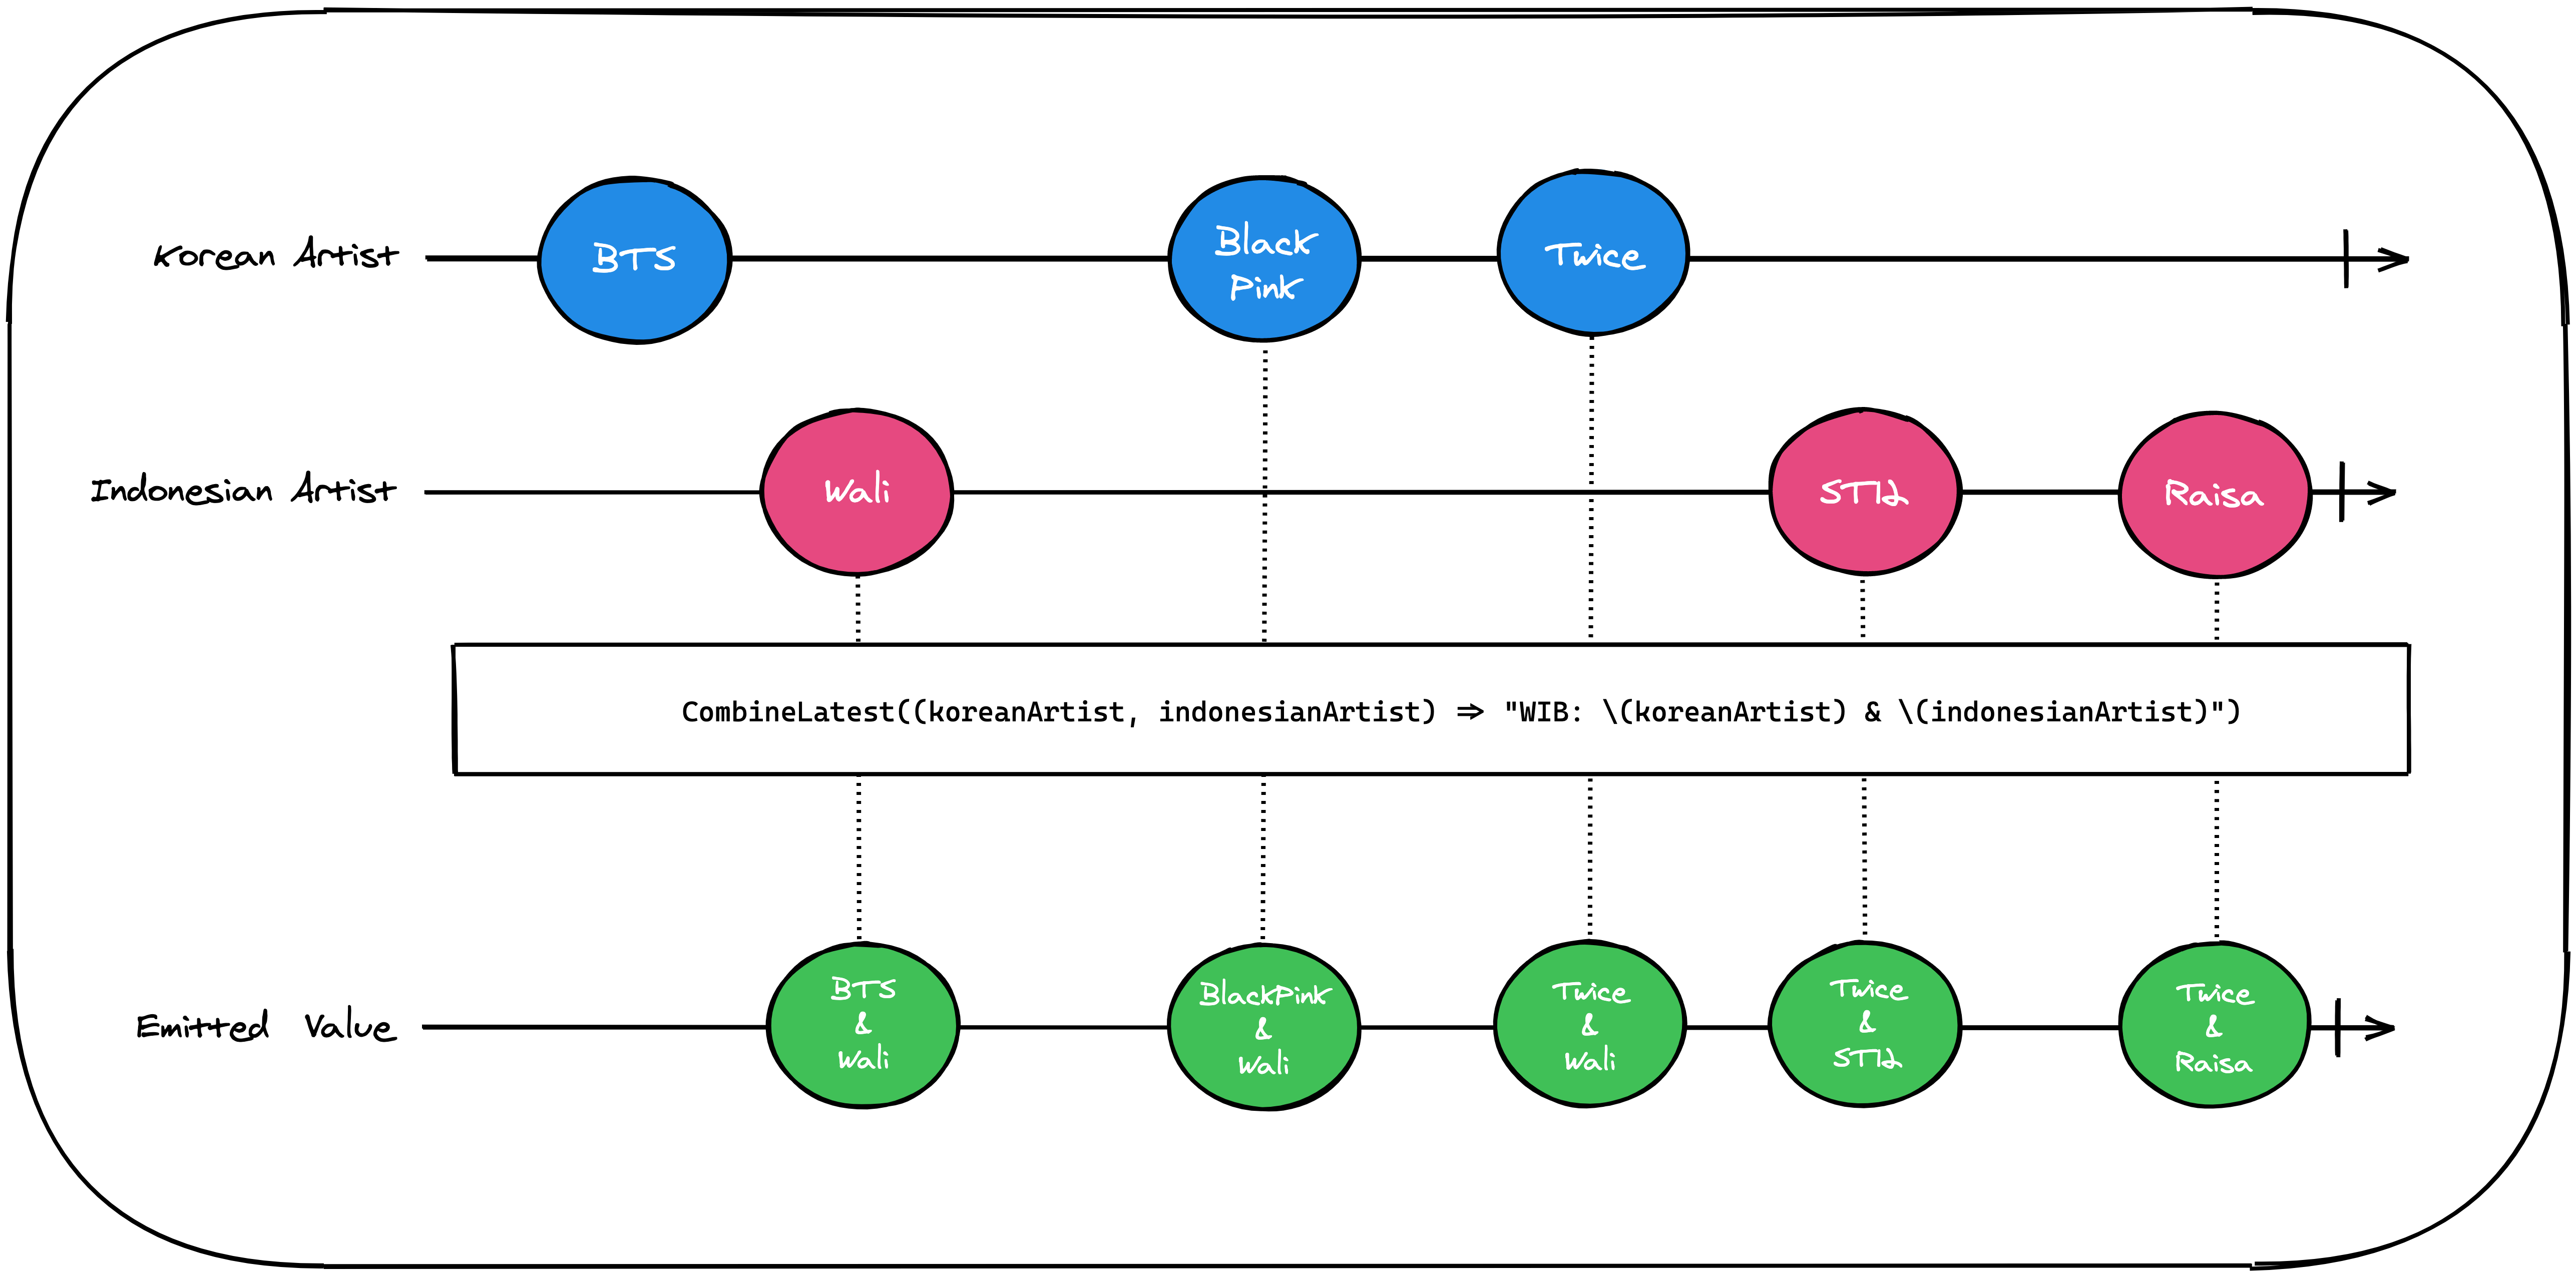 Korean Artist
BTS
Black
Pink
Twice
Indonesian Artist
Wali
ST12
Raisa
CombineLatest((koreanArtist, indonesianArtist) => "WIB: \(koreanArtist) & \(indonesianArtist)")
Emitted Value
BTS
&
Wali
BlackPink
&
Wali
Twice
&
Wali
Twice
&
ST12
Twice
&
Raisa